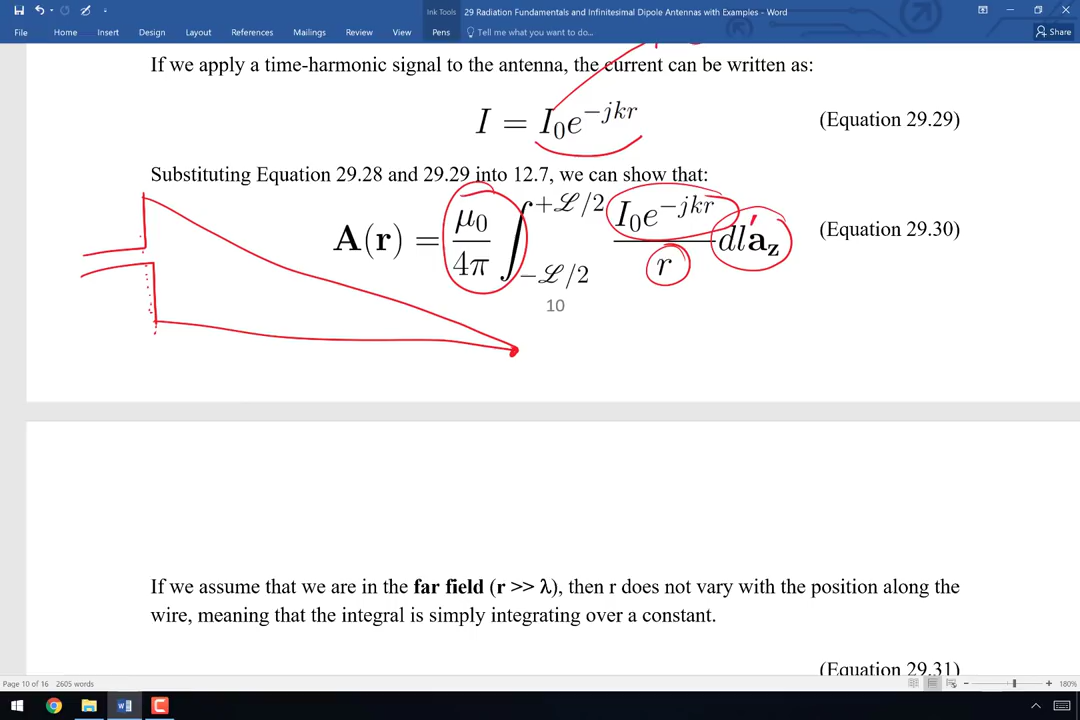 Ink Tools
29 Radiation Fundamentals and Infinitesimal Dipole Antennas with Examples - Word
File Home Insert Design Layout References Mailings Review View Pens Tell me what you want to do... Share
If we apply a time-harmonic signal to the antenna, the current can be written as:
I = I₀e^{-jkr} (Equation 29.29)
Substituting Equation 29.28 and 29.29 into 12.7, we can show that:
A(r) = μ₀/4π ∫_{-ℒ/2}^{+ℒ/2} I₀e^{-jkr}/r dl′a_z (Equation 29.30)
10
If we assume that we are in the far field (r >> λ), then r does not vary with the position along the
wire, meaning that the integral is simply integrating over a constant.
(Equation 29.31)
Page 10 of 16 2605 words 180%